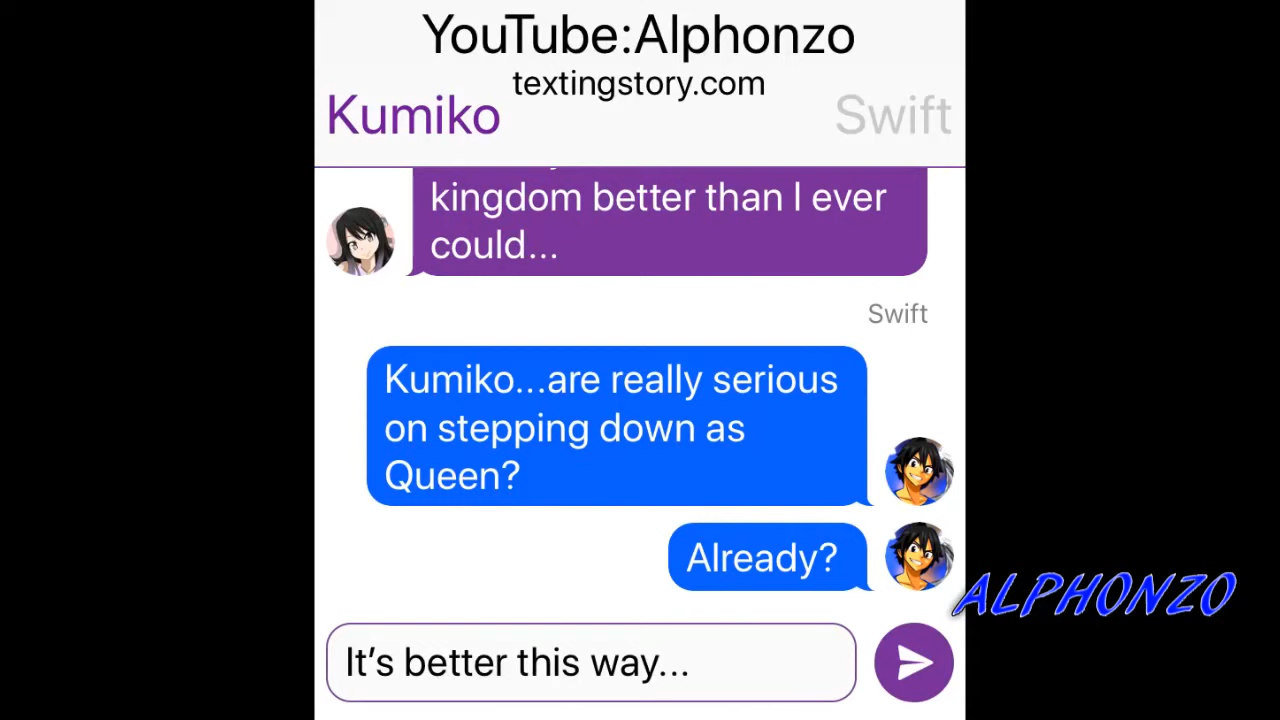 YouTube:Alphonzo
textingstory.com
Kumiko
Swift
kingdom better than I ever
could...
Swift
Kumiko...are really serious
on stepping down as
Queen?
Already?
ALPHONZO
It’s better this way...